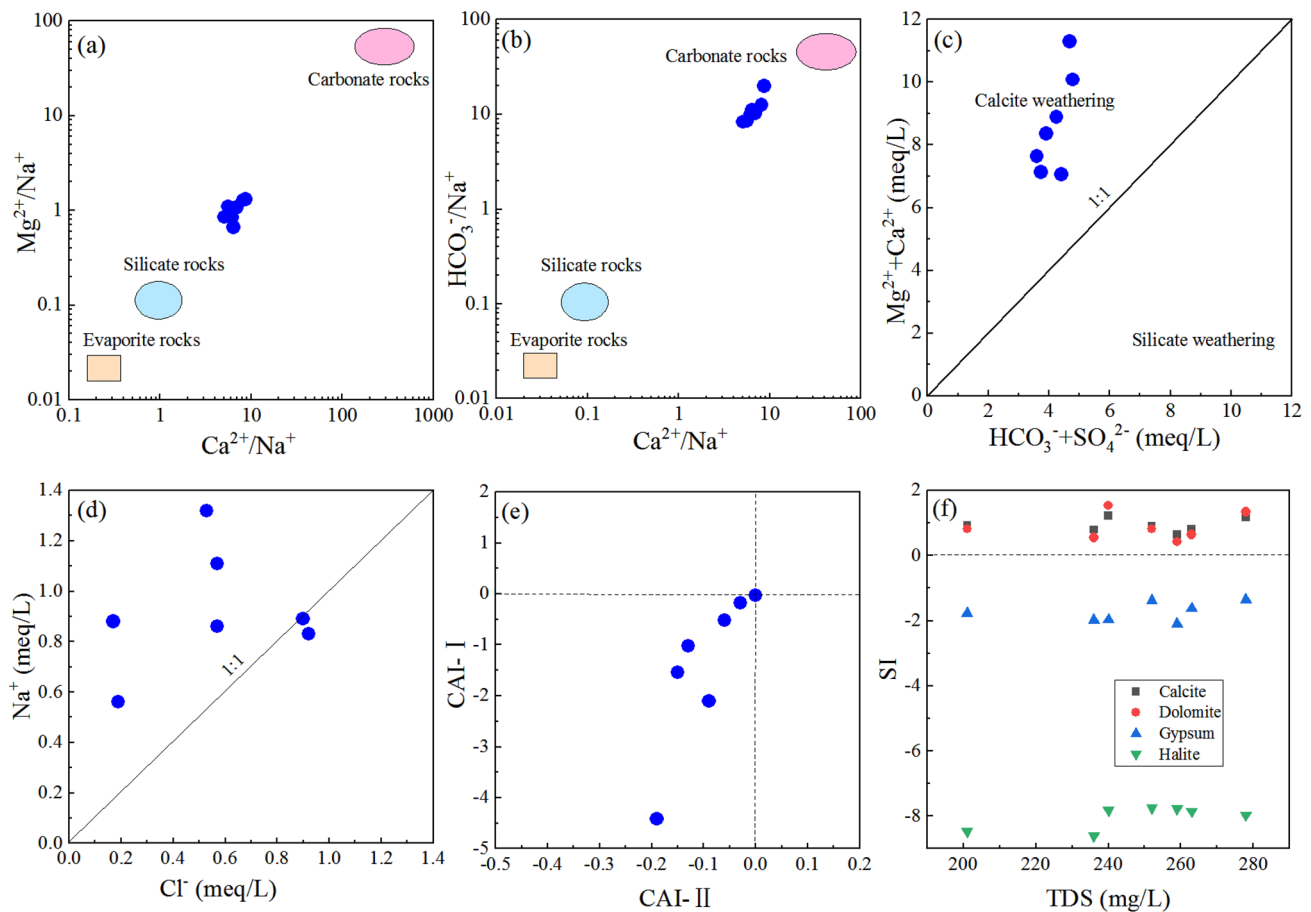 (a)
100
10
1
0.1
0.01
Mg²⁺/Na⁺
Carbonate rocks
Silicate rocks
Evaporite rocks
0.1
1
10
100
1000
Ca²⁺/Na⁺
(b)
100
10
1
0.1
0.01
HCO₃⁻/Na⁺
Carbonate rocks
Silicate rocks
Evaporite rocks
0.01
0.1
1
10
100
Ca²⁺/Na⁺
(c)
12
10
8
6
4
2
0
Mg²⁺+Ca²⁺ (meq/L)
Calcite weathering
1:1
Silicate weathering
0
2
4
6
8
10
12
HCO₃⁻+SO₄²⁻ (meq/L)
(d)
1.4
1.2
1.0
0.8
0.6
0.4
0.2
0.0
Na⁺ (meq/L)
1:1
0.0
0.2
0.4
0.6
0.8
1.0
1.2
1.4
Cl⁻ (meq/L)
(e)
2
1
0
-1
-2
-3
-4
-5
CAI-Ⅰ
-0.5
-0.4
-0.3
-0.2
-0.1
0.0
0.1
0.2
CAI-Ⅱ
(f)
2
0
-2
-4
-6
-8
SI
Calcite
Dolomite
Gypsum
Halite
200
220
240
260
280
TDS (mg/L)